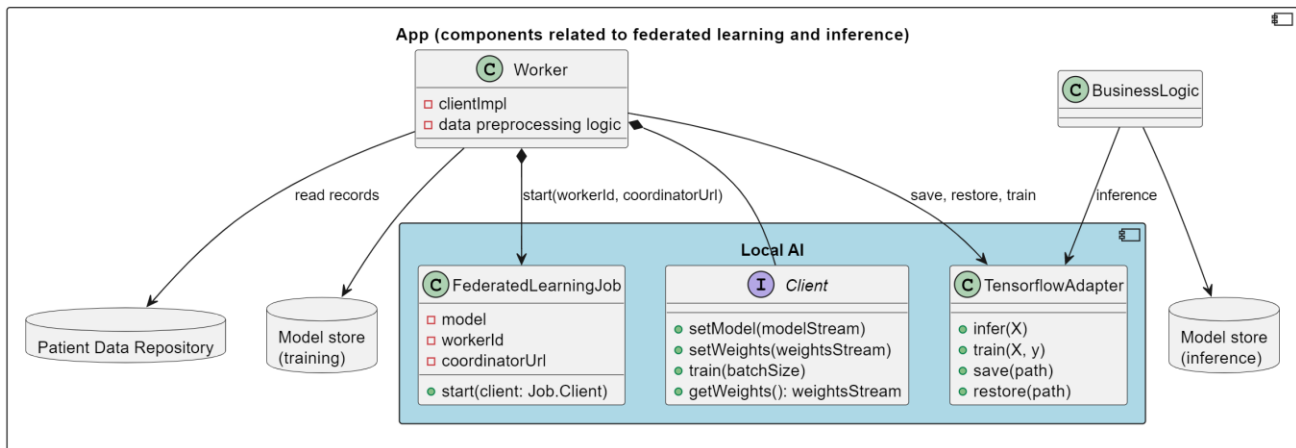 App (components related to federated learning and inference)
C Worker
clientImpl
data preprocessing logic
C BusinessLogic
read records
start(workerId, coordinatorUrl)
save, restore, train
inference
Local AI
Patient Data Repository
Model store
(training)
C FederatedLearningJob
model
workerId
coordinatorUrl
start(client: Job.Client)
I Client
setModel(modelStream)
setWeights(weightsStream)
train(batchSize)
getWeights(): weightsStream
C TensorflowAdapter
infer(X)
train(X, y)
save(path)
restore(path)
Model store
(inference)